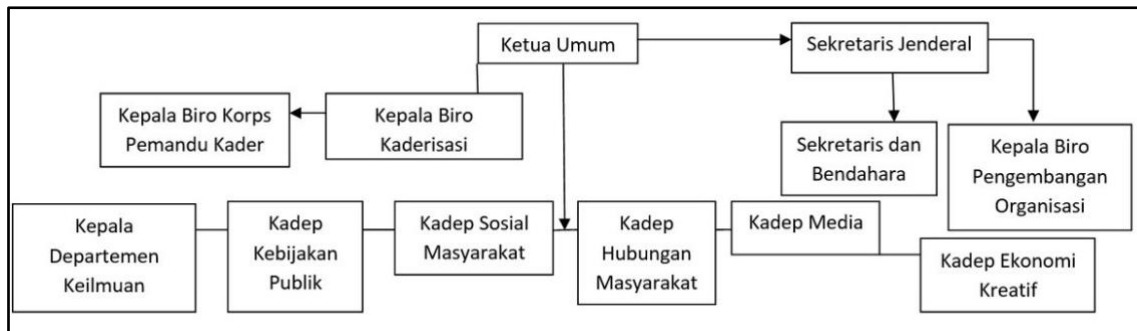 Ketua Umum
Sekretaris Jenderal
Kepala Biro Korps
Pemandu Kader
Kepala Biro
Kaderisasi
Sekretaris dan
Bendahara
Kepala Biro
Pengembangan
Organisasi
Kepala
Departemen
Keilmuan
Kadep
Kebijakan
Publik
Kadep Sosial
Masyarakat
Kadep
Hubungan
Masyarakat
Kadep Media
Kadep Ekonomi
Kreatif